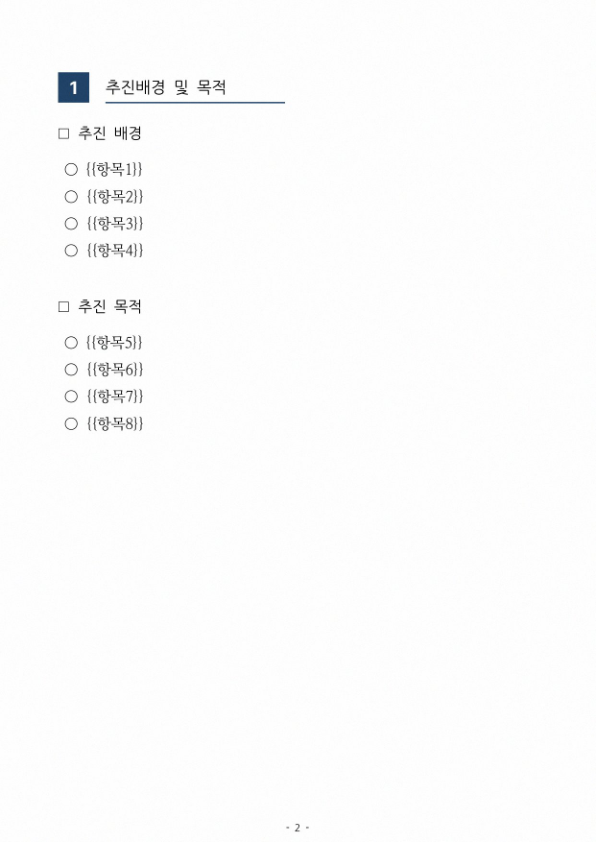 1 추진배경 및 목적
□ 추진 배경
○ {{항목1}}
○ {{항목2}}
○ {{항목3}}
○ {{항목4}}
□ 추진 목적
○ {{항목5}}
○ {{항목6}}
○ {{항목7}}
○ {{항목8}}
- 2 -